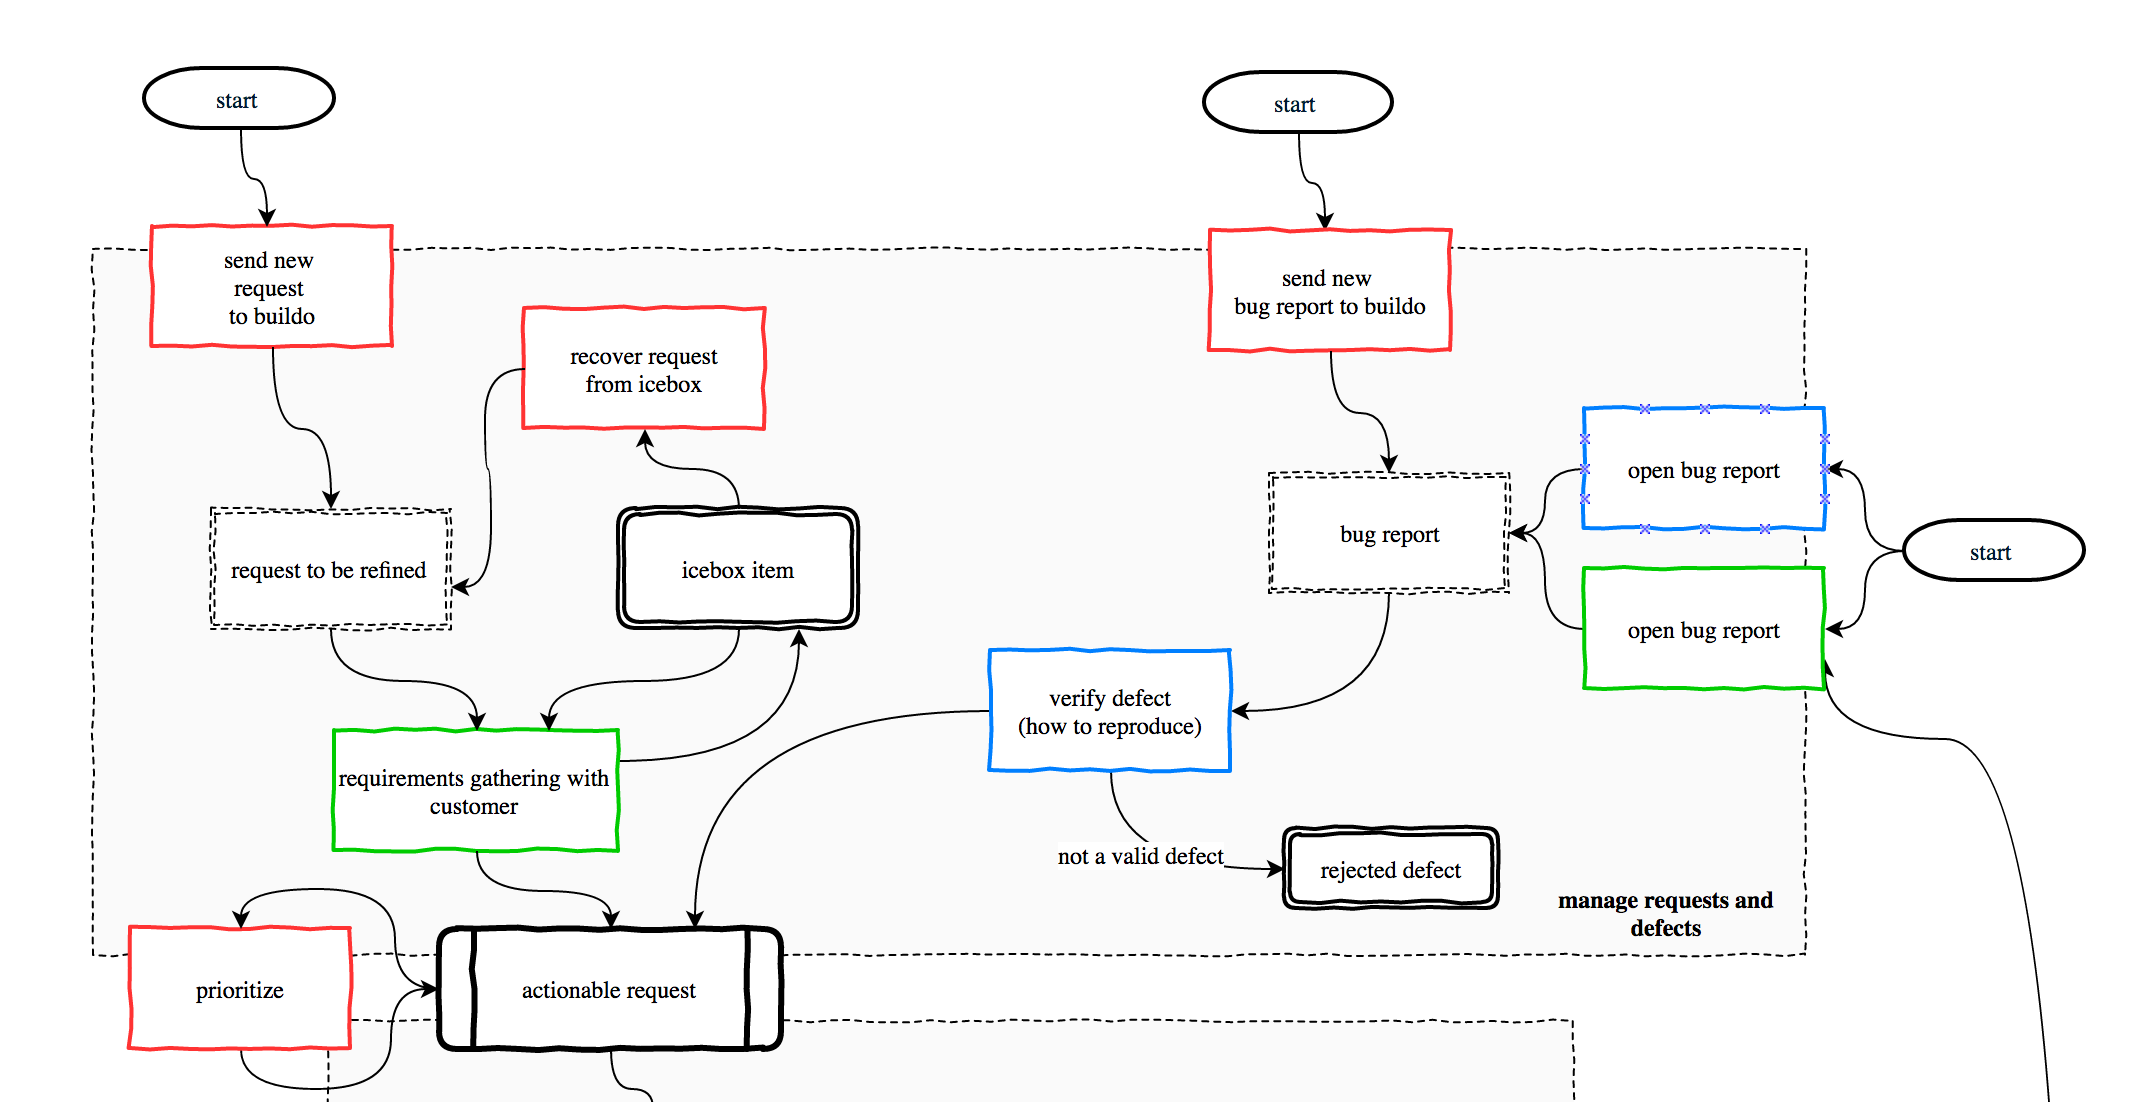 start
start
send new
request
to buildo
send new
bug report to buildo
recover request
from icebox
open bug report
bug report
start
request to be refined
icebox item
open bug report
verify defect
(how to reproduce)
requirements gathering with
customer
not a valid defect
rejected defect
manage requests and
defects
prioritize
actionable request